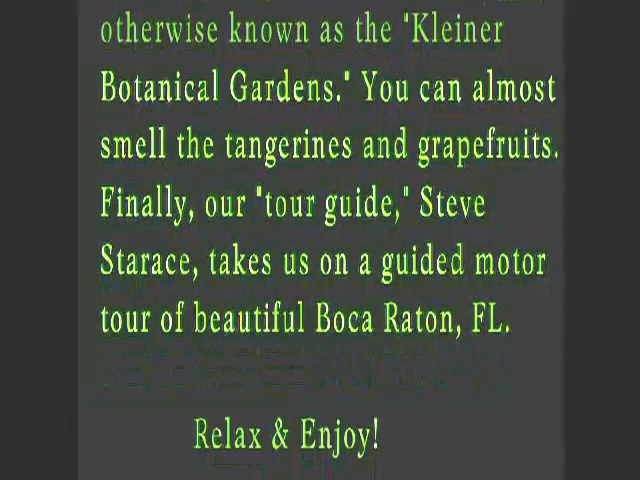 otherwise known as the "Kleiner
Botanical Gardens." You can almost
smell the tangerines and grapefruits.
Finally, our "tour guide," Steve
Starace, takes us on a guided motor
tour of beautiful Boca Raton, FL.
Relax & Enjoy!